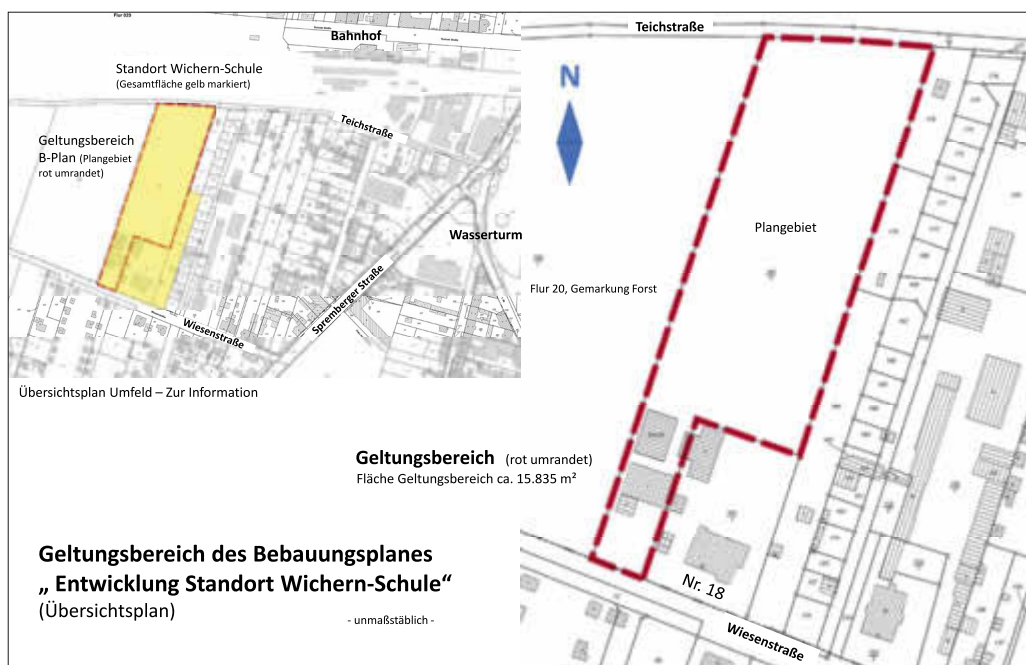 Flur 020
Bahnhof
Standort Wichern-Schule
(Gesamtfläche gelb markiert)
Teichstraße
Geltungsbereich
B-Plan (Plangebiet
rot umrandet)
Wasserturm
Spremberger Straße
Wiesenstraße
Übersichtsplan Umfeld – Zur Information
Teichstraße
N
Plangebiet
Flur 20, Gemarkung Forst
Nr. 18
Wiesenstraße
Geltungsbereich (rot umrandet)
Fläche Geltungsbereich ca. 15.835 m²
Geltungsbereich des Bebauungsplanes
„ Entwicklung Standort Wichern-Schule“
(Übersichtsplan)
- unmaßstäblich -